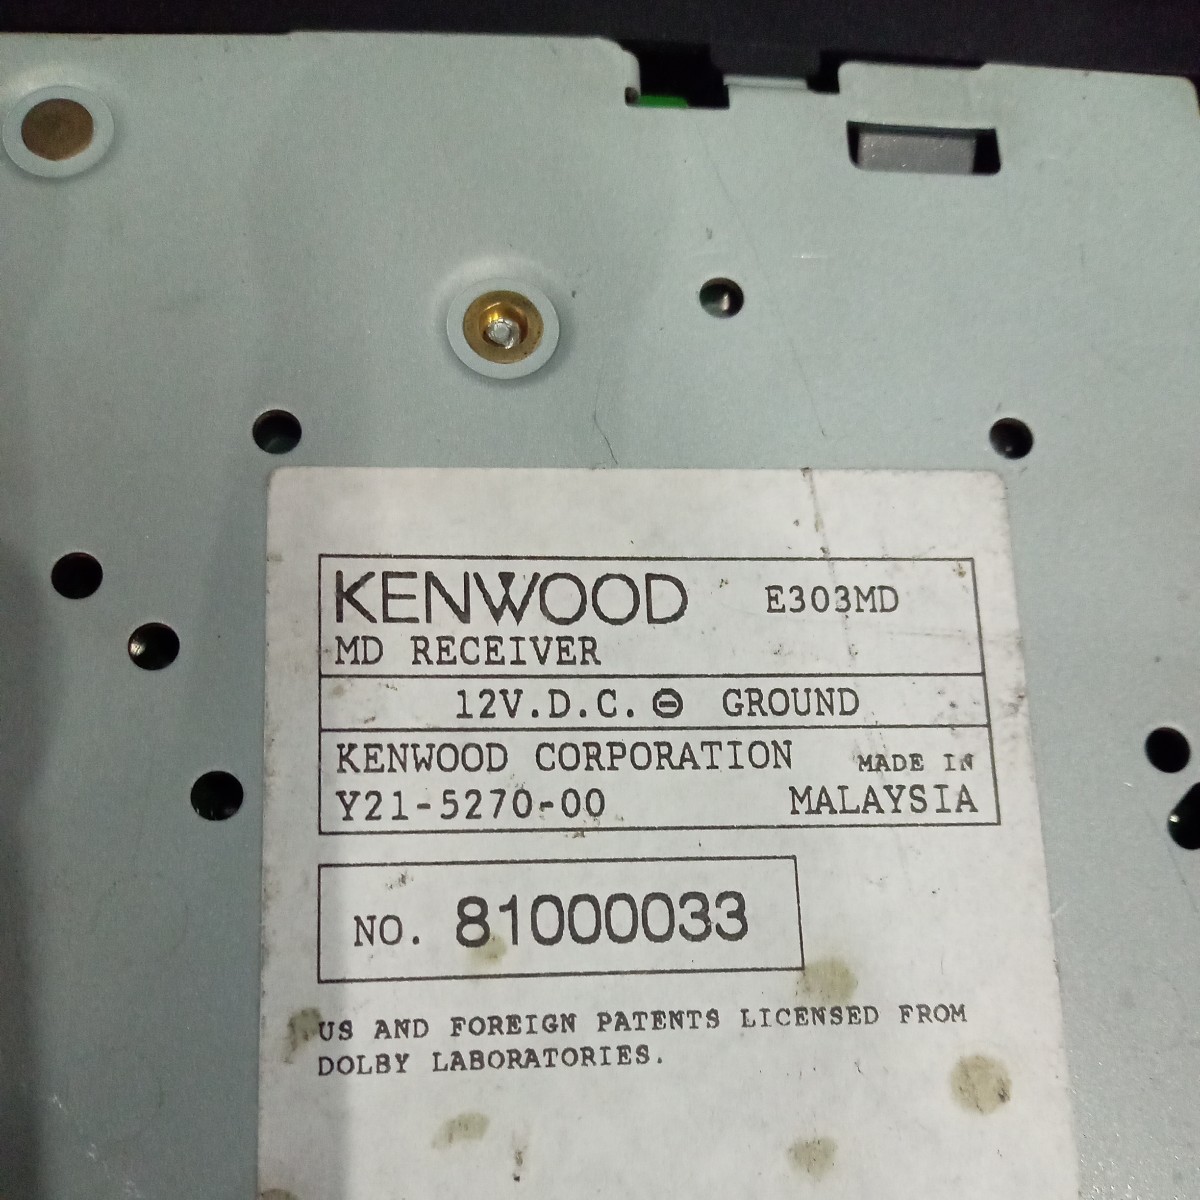 KENWOOD E303MD
MD RECEIVER
12V.D.C. ⊖ GROUND
KENWOOD CORPORATION MADE IN
Y21-5270-00 MALAYSIA
NO. 81000033
US AND FOREIGN PATENTS LICENSED FROM
DOLBY LABORATORIES.